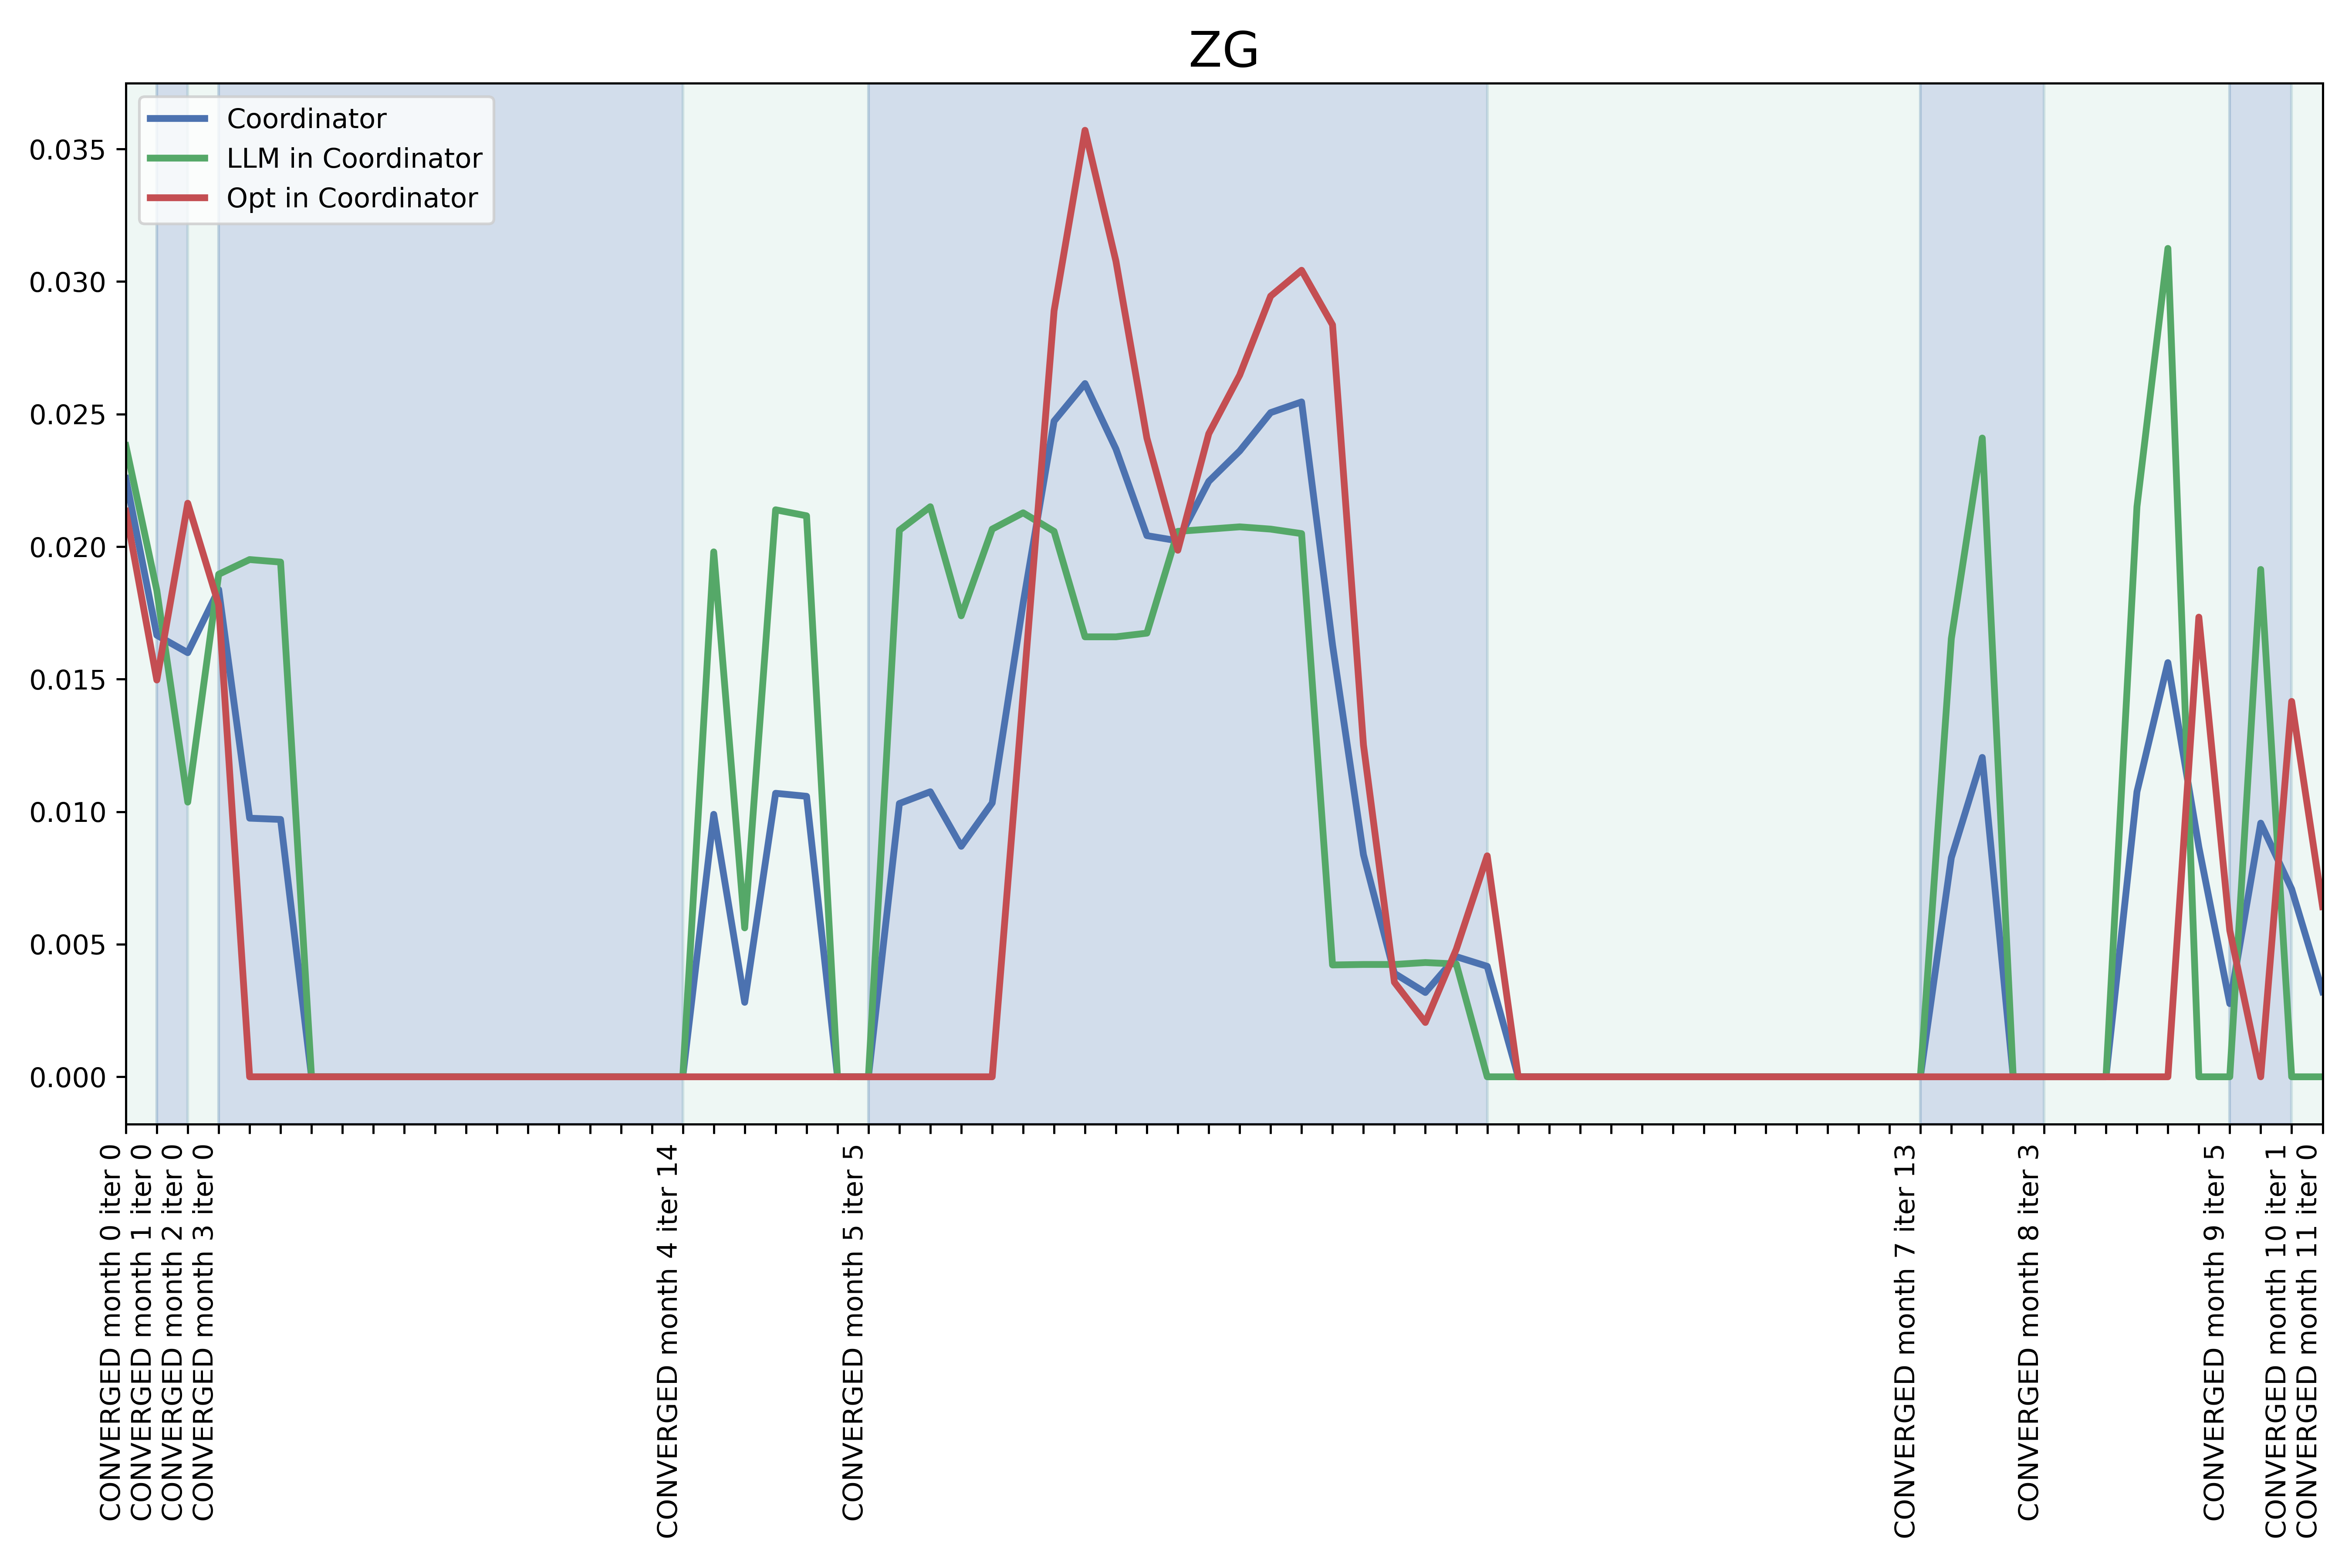 ZG
Coordinator
LLM in Coordinator
Opt in Coordinator
0.035
0.030
0.025
0.020
0.015
0.010
0.005
0.000
CONVERGED month 0 iter 0
CONVERGED month 1 iter 0
CONVERGED month 2 iter 0
CONVERGED month 3 iter 0
CONVERGED month 4 iter 14
CONVERGED month 5 iter 5
CONVERGED month 7 iter 13
CONVERGED month 8 iter 3
CONVERGED month 9 iter 5
CONVERGED month 10 iter 1
CONVERGED month 11 iter 0